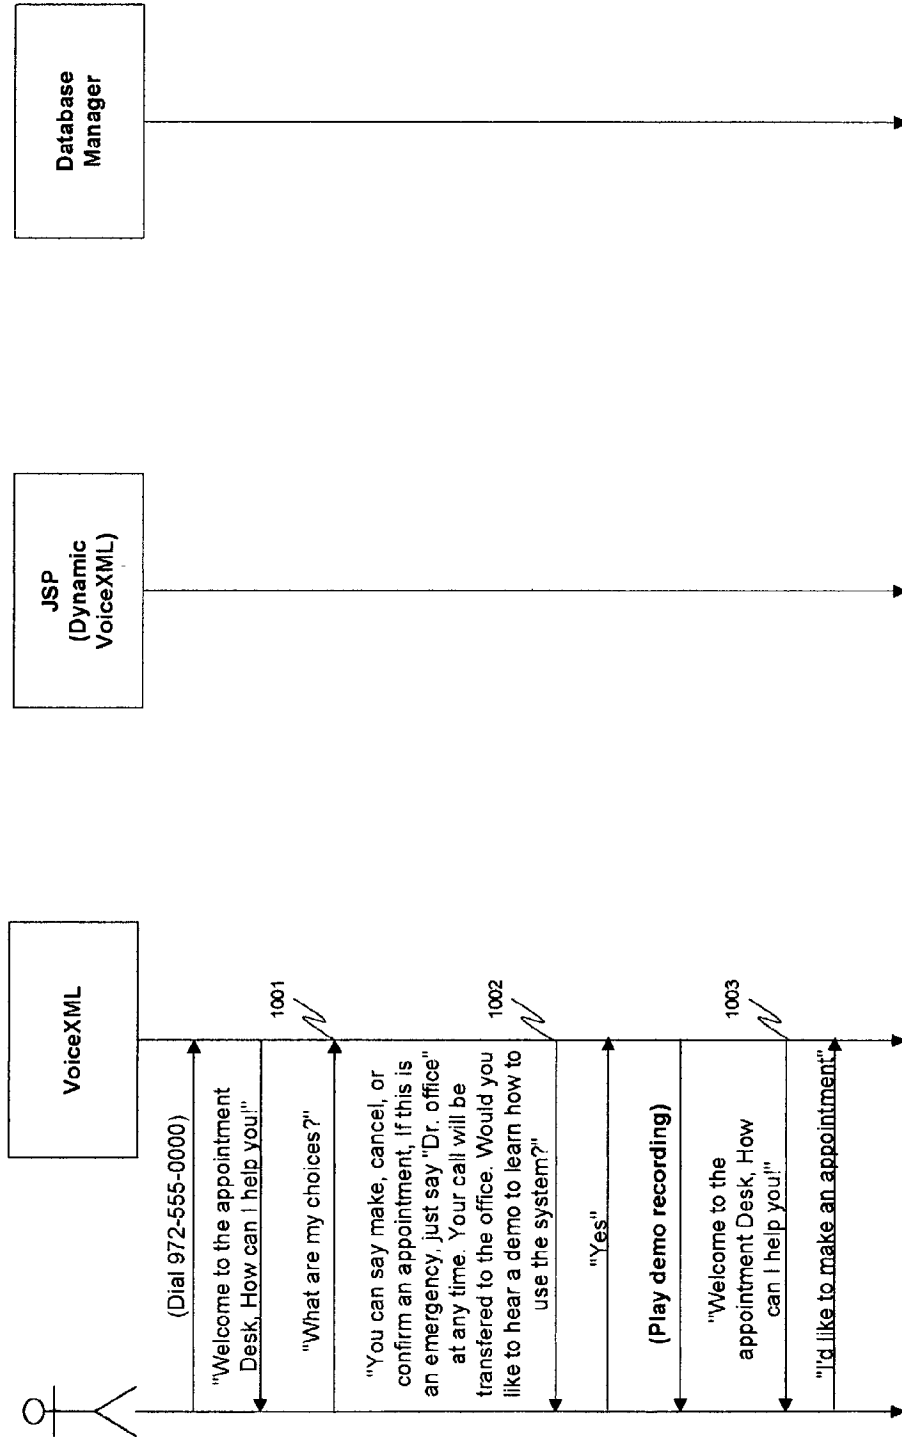 VoiceXML
JSP
(Dynamic
VoiceXML)
Database
Manager
(Dial 972-555-0000)
"Welcome to the appointment
Desk, How can I help you!"
"What are my choices?"
1001
"You can say make, cancel, or
confirm an appointment, If this is
an emergency, just say "Dr. office"
at any time. Your call will be
transfered to the office. Would you
like to hear a demo to learn how to
use the system?"
1002
"Yes"
(Play demo recording)
"Welcome to the
appointment Desk, How
can I help you!"
1003
"I'd like to make an appointment"